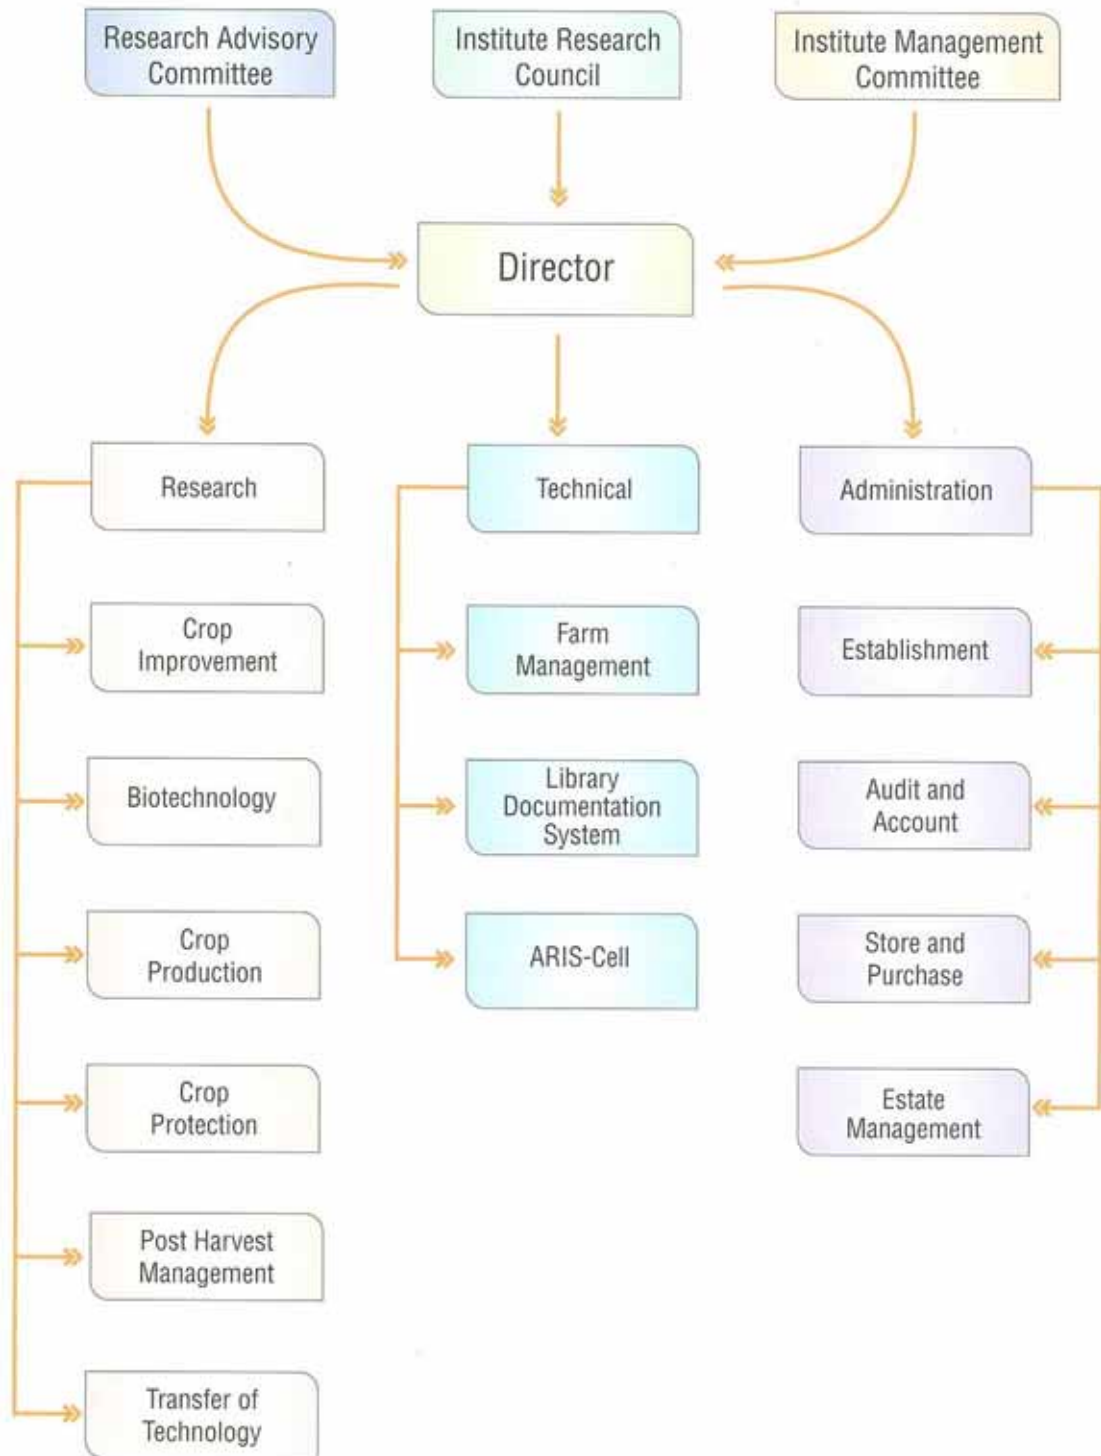 Research Advisory
Committee
Institute Research
Council
Institute Management
Committee
Director
Research
Technical
Administration
Crop
Improvement
Farm
Management
Establishment
Biotechnology
Library
Documentation
System
Audit and
Account
Crop
Production
ARIS-Cell
Store and
Purchase
Crop
Protection
Estate
Management
Post Harvest
Management
Transfer of
Technology